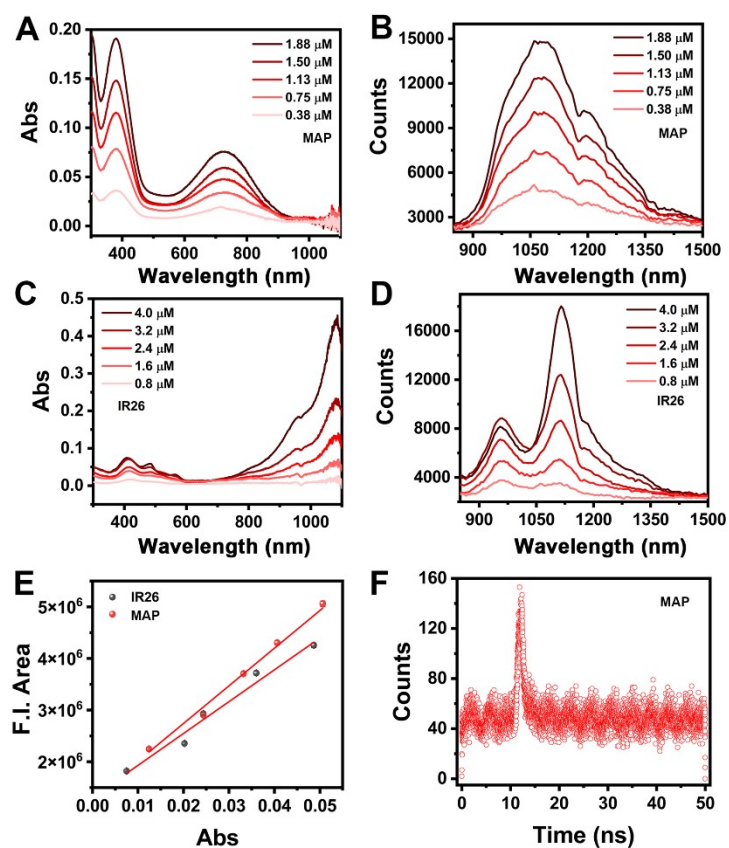 A
0.20
0.15
0.10
0.05
0.00
Abs
1.88 μM
1.50 μM
1.13 μM
0.75 μM
0.38 μM
MAP
400 600 800 1000
Wavelength (nm)
B
15000
12000
9000
6000
3000
Counts
1.88 μM
1.50 μM
1.13 μM
0.75 μM
0.38 μM
MAP
900 1050 1200 1350 1500
Wavelength (nm)
C
0.5
0.4
0.3
0.2
0.1
0.0
Abs
4.0 μM
3.2 μM
2.4 μM
1.6 μM
0.8 μM
IR26
400 600 800 1000
Wavelength (nm)
D
16000
12000
8000
4000
Counts
4.0 μM
3.2 μM
2.4 μM
1.6 μM
0.8 μM
IR26
900 1050 1200 1350 1500
Wavelength (nm)
E
5×10⁶
4×10⁶
3×10⁶
2×10⁶
F.I. Area
IR26
MAP
0.00 0.01 0.02 0.03 0.04 0.05
Abs
F
160
120
80
40
0
Counts
MAP
0 10 20 30 40 50
Time (ns)